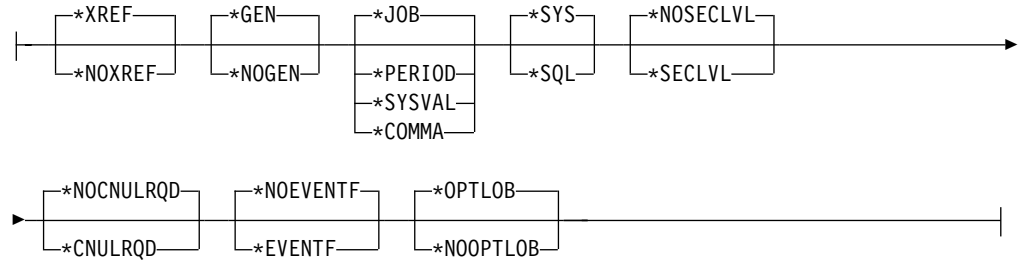 *XREF *GEN *JOB *SYS *NOSECLVL
*NOXREF *NOGEN *PERIOD *SQL *SECLVL
*SYSVAL
*COMMA
*NOCNULRQD *NOEVENTF *OPTLOB
*CNULRQD *EVENTF *NOOPTLOB